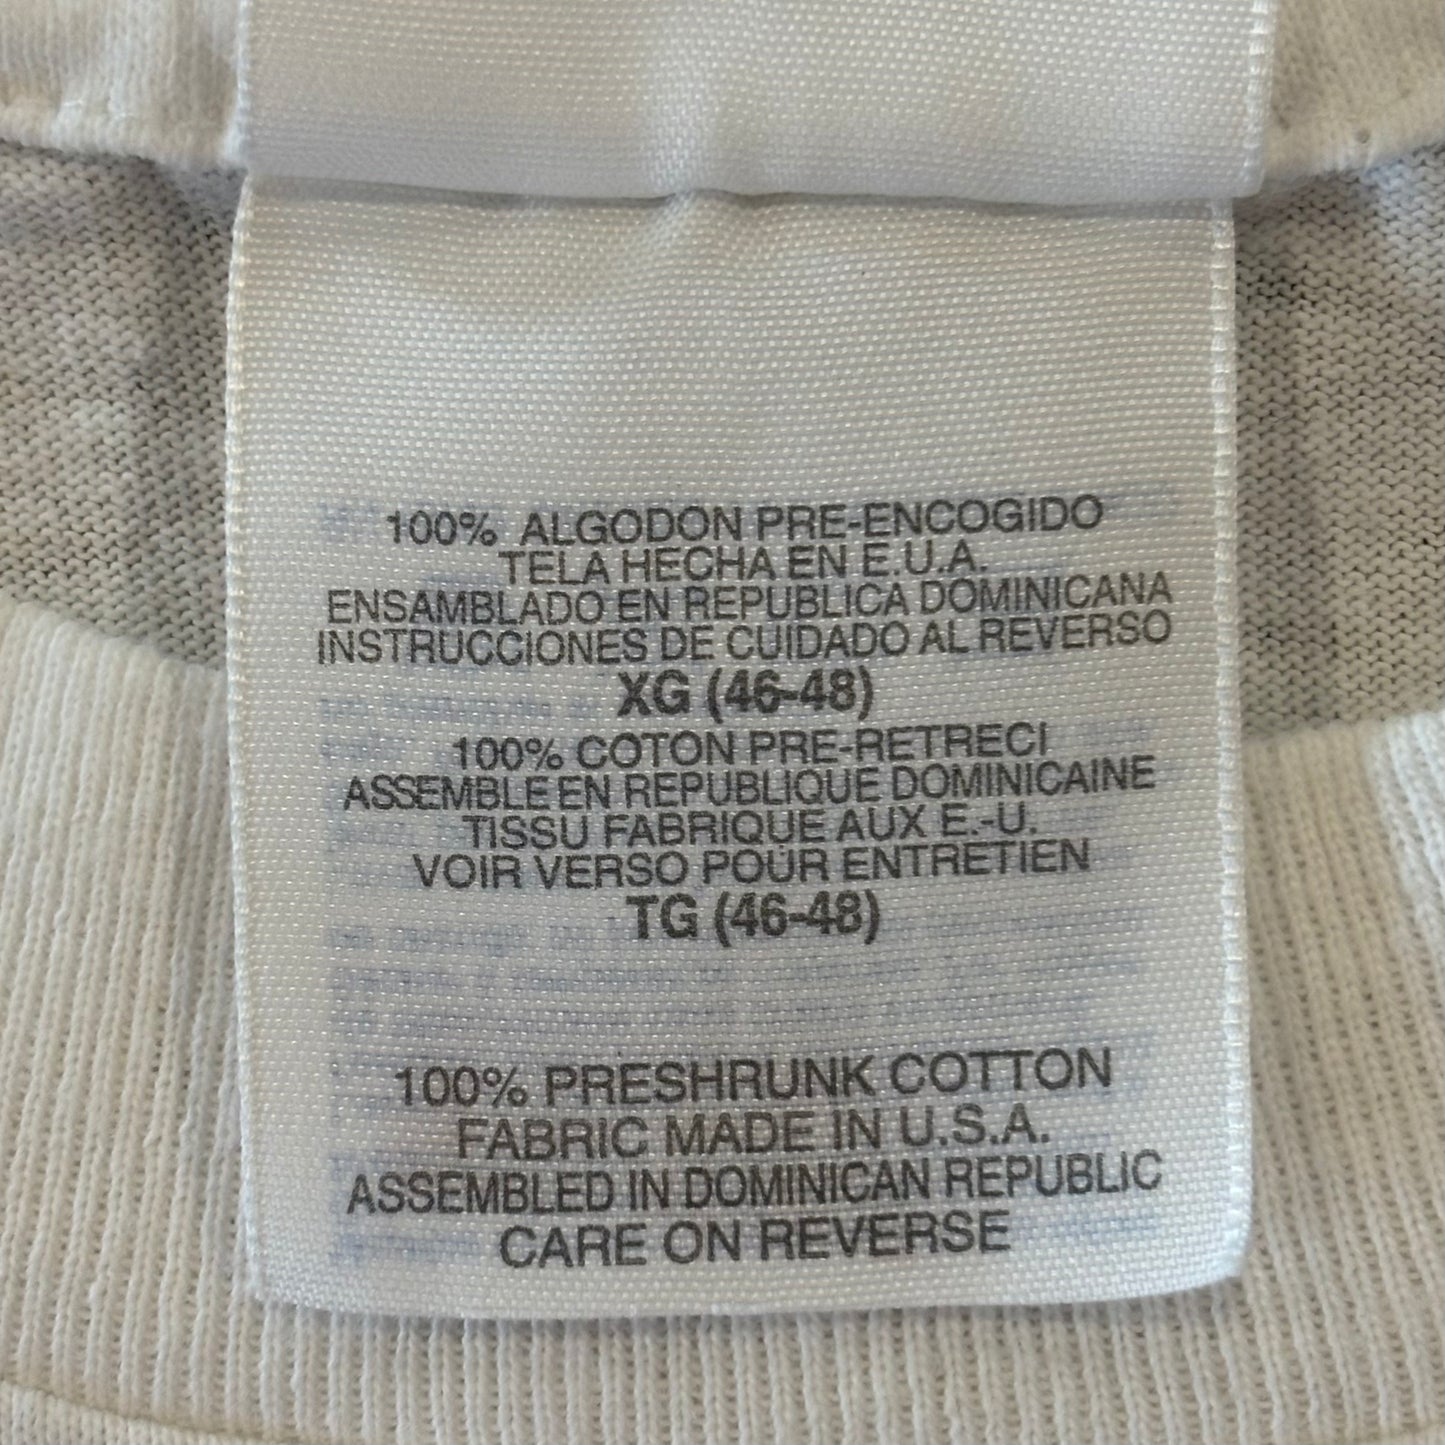 100% ALGODON PRE-ENCOGIDO
TELA HECHA EN E.U.A.
ENSAMBLADO EN REPUBLICA DOMINICANA
INSTRUCCIONES DE CUIDADO AL REVERSO
XG (46-48)
100% COTON PRE-RETRECI
ASSEMBLE EN REPUBLIQUE DOMINICAINE
TISSU FABRIQUE AUX E.-U.
VOIR VERSO POUR ENTRETIEN
TG (46-48)
100% PRESHRUNK COTTON
FABRIC MADE IN U.S.A.
ASSEMBLED IN DOMINICAN REPUBLIC
CARE ON REVERSE